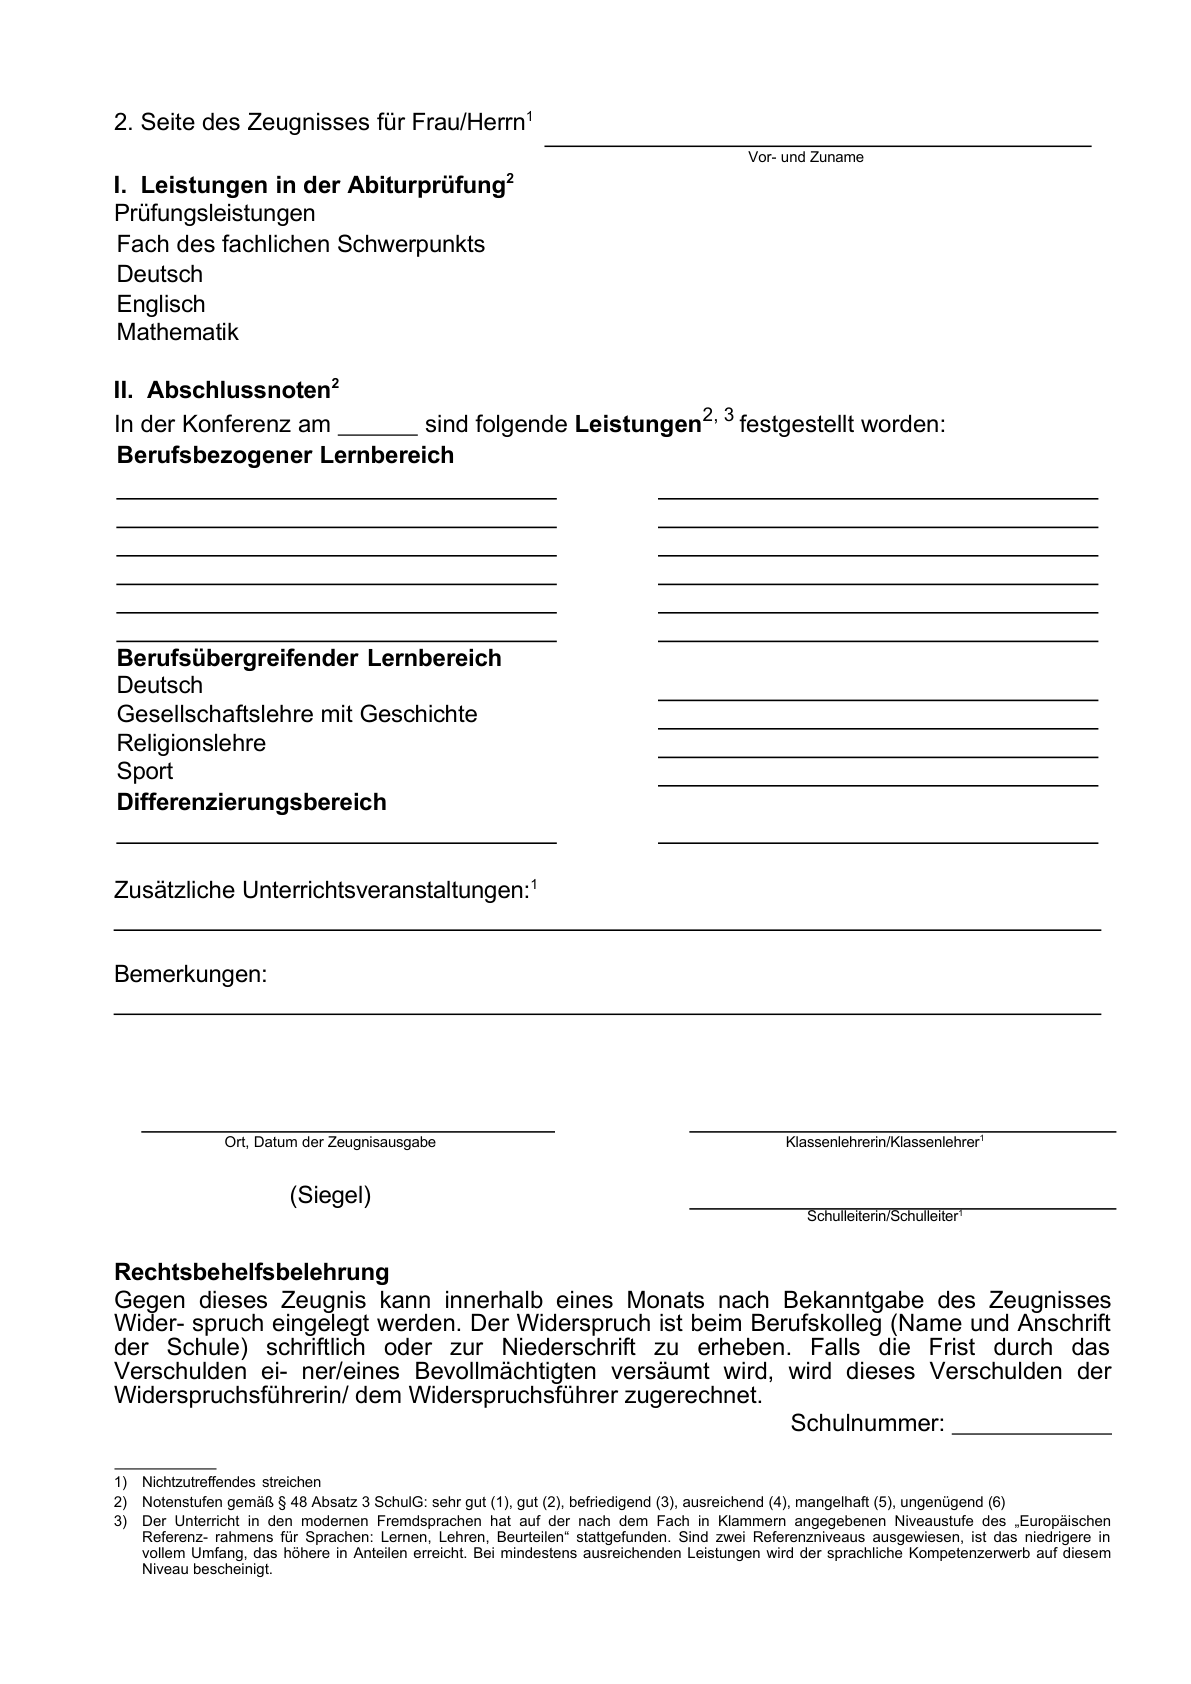 2. Seite des Zeugnisses für Frau/Herrn¹
Vor- und Zuname
I. Leistungen in der Abiturprüfung²
Prüfungsleistungen
Fach des fachlichen Schwerpunkts
Deutsch
Englisch
Mathematik
II. Abschlussnoten²
In der Konferenz am ______ sind folgende Leistungen², ³ festgestellt worden:
Berufsbezogener Lernbereich
Berufsübergreifender Lernbereich
Deutsch
Gesellschaftslehre mit Geschichte
Religionslehre
Sport
Differenzierungsbereich
Zusätzliche Unterrichtsveranstaltungen:¹
Bemerkungen:
Ort, Datum der Zeugnisausgabe
Klassenlehrerin/Klassenlehrer¹
(Siegel)
Schulleiterin/Schulleiter¹
Rechtsbehelfsbelehrung
Gegen dieses Zeugnis kann innerhalb eines Monats nach Bekanntgabe des Zeugnisses
Wider- spruch eingelegt werden. Der Widerspruch ist beim Berufskolleg (Name und Anschrift
der Schule) schriftlich oder zur Niederschrift zu erheben. Falls die Frist durch das
Verschulden ei- ner/eines Bevollmächtigten versäumt wird, wird dieses Verschulden der
Widerspruchsführerin/ dem Widerspruchsführer zugerechnet.
Schulnummer: ____________
1) Nichtzutreffendes streichen
2) Notenstufen gemäß § 48 Absatz 3 SchulG: sehr gut (1), gut (2), befriedigend (3), ausreichend (4), mangelhaft (5), ungenügend (6)
3) Der Unterricht in den modernen Fremdsprachen hat auf der nach dem Fach in Klammern angegebenen Niveaustufe des „Europäischen
Referenz- rahmens für Sprachen: Lernen, Lehren, Beurteilen“ stattgefunden. Sind zwei Referenzniveaus ausgewiesen, ist das niedrigere in
vollem Umfang, das höhere in Anteilen erreicht. Bei mindestens ausreichenden Leistungen wird der sprachliche Kompetenzerwerb auf diesem
Niveau bescheinigt.